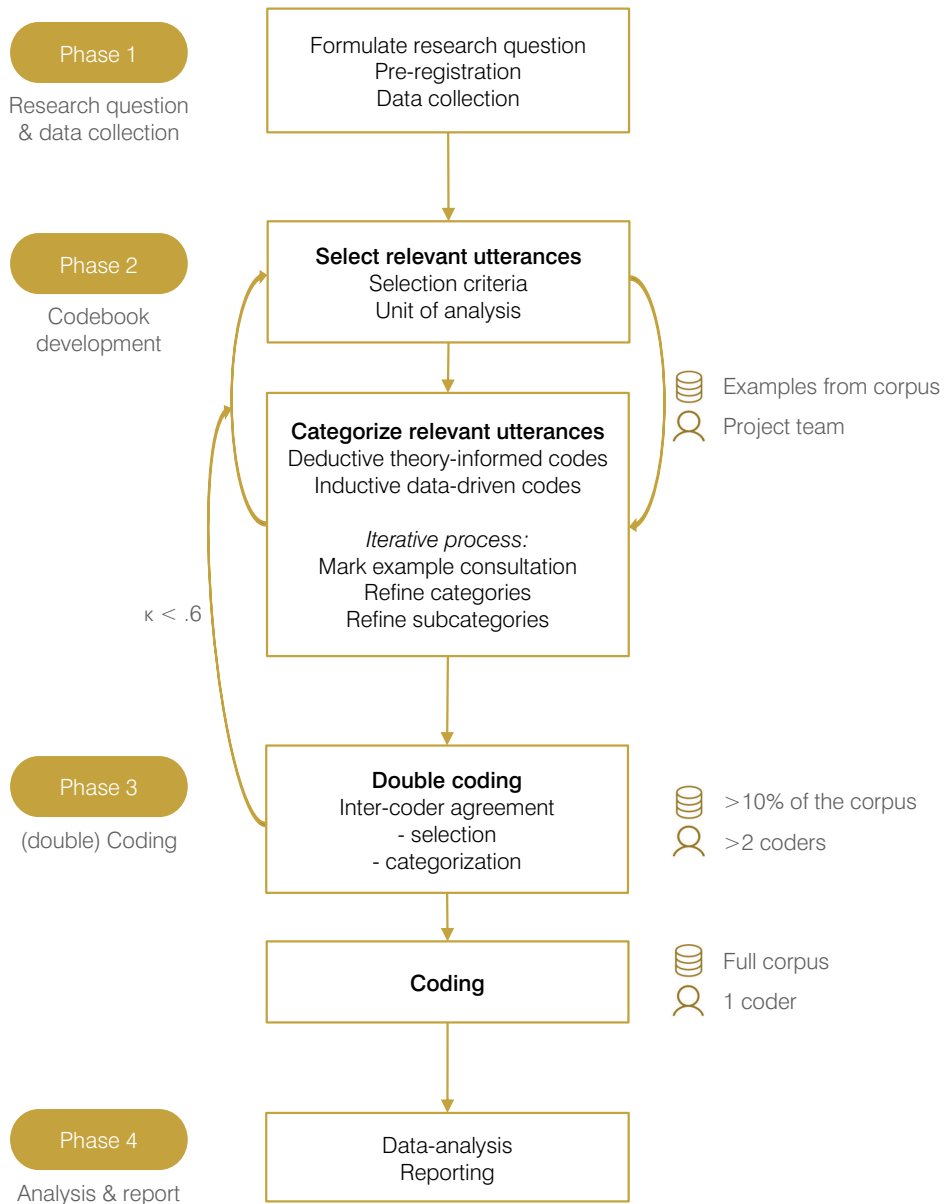 Phase 1
Research question
& data collection
Formulate research question
Pre-registration
Data collection
Phase 2
Codebook
development
Select relevant utterances
Selection criteria
Unit of analysis
Categorize relevant utterances
Deductive theory-informed codes
Inductive data-driven codes
Iterative process:
Mark example consultation
Refine categories
Refine subcategories
Examples from corpus
Project team
κ < .6
Phase 3
(double) Coding
Double coding
Inter-coder agreement
- selection
- categorization
>10% of the corpus
>2 coders
Coding
Full corpus
1 coder
Phase 4
Analysis & report
Data-analysis
Reporting